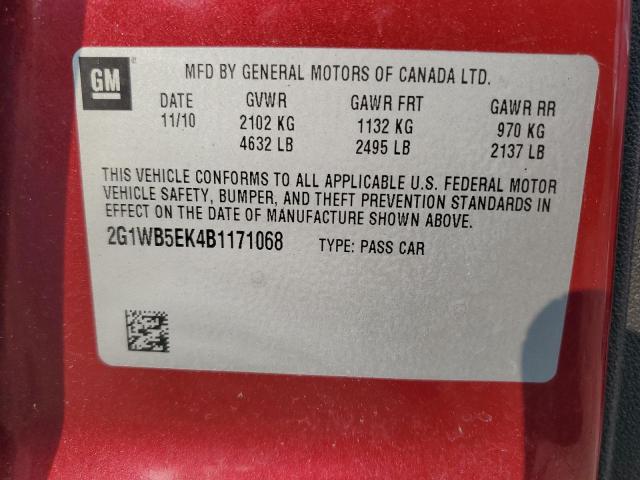 GM
MFD BY GENERAL MOTORS OF CANADA LTD.
DATE GVWR GAWR FRT GAWR RR
11/10 2102 KG 1132 KG 970 KG
4632 LB 2495 LB 2137 LB
THIS VEHICLE CONFORMS TO ALL APPLICABLE U.S. FEDERAL MOTOR
VEHICLE SAFETY, BUMPER, AND THEFT PREVENTION STANDARDS IN
EFFECT ON THE DATE OF MANUFACTURE SHOWN ABOVE.
2G1WB5EK4B1171068 TYPE: PASS CAR